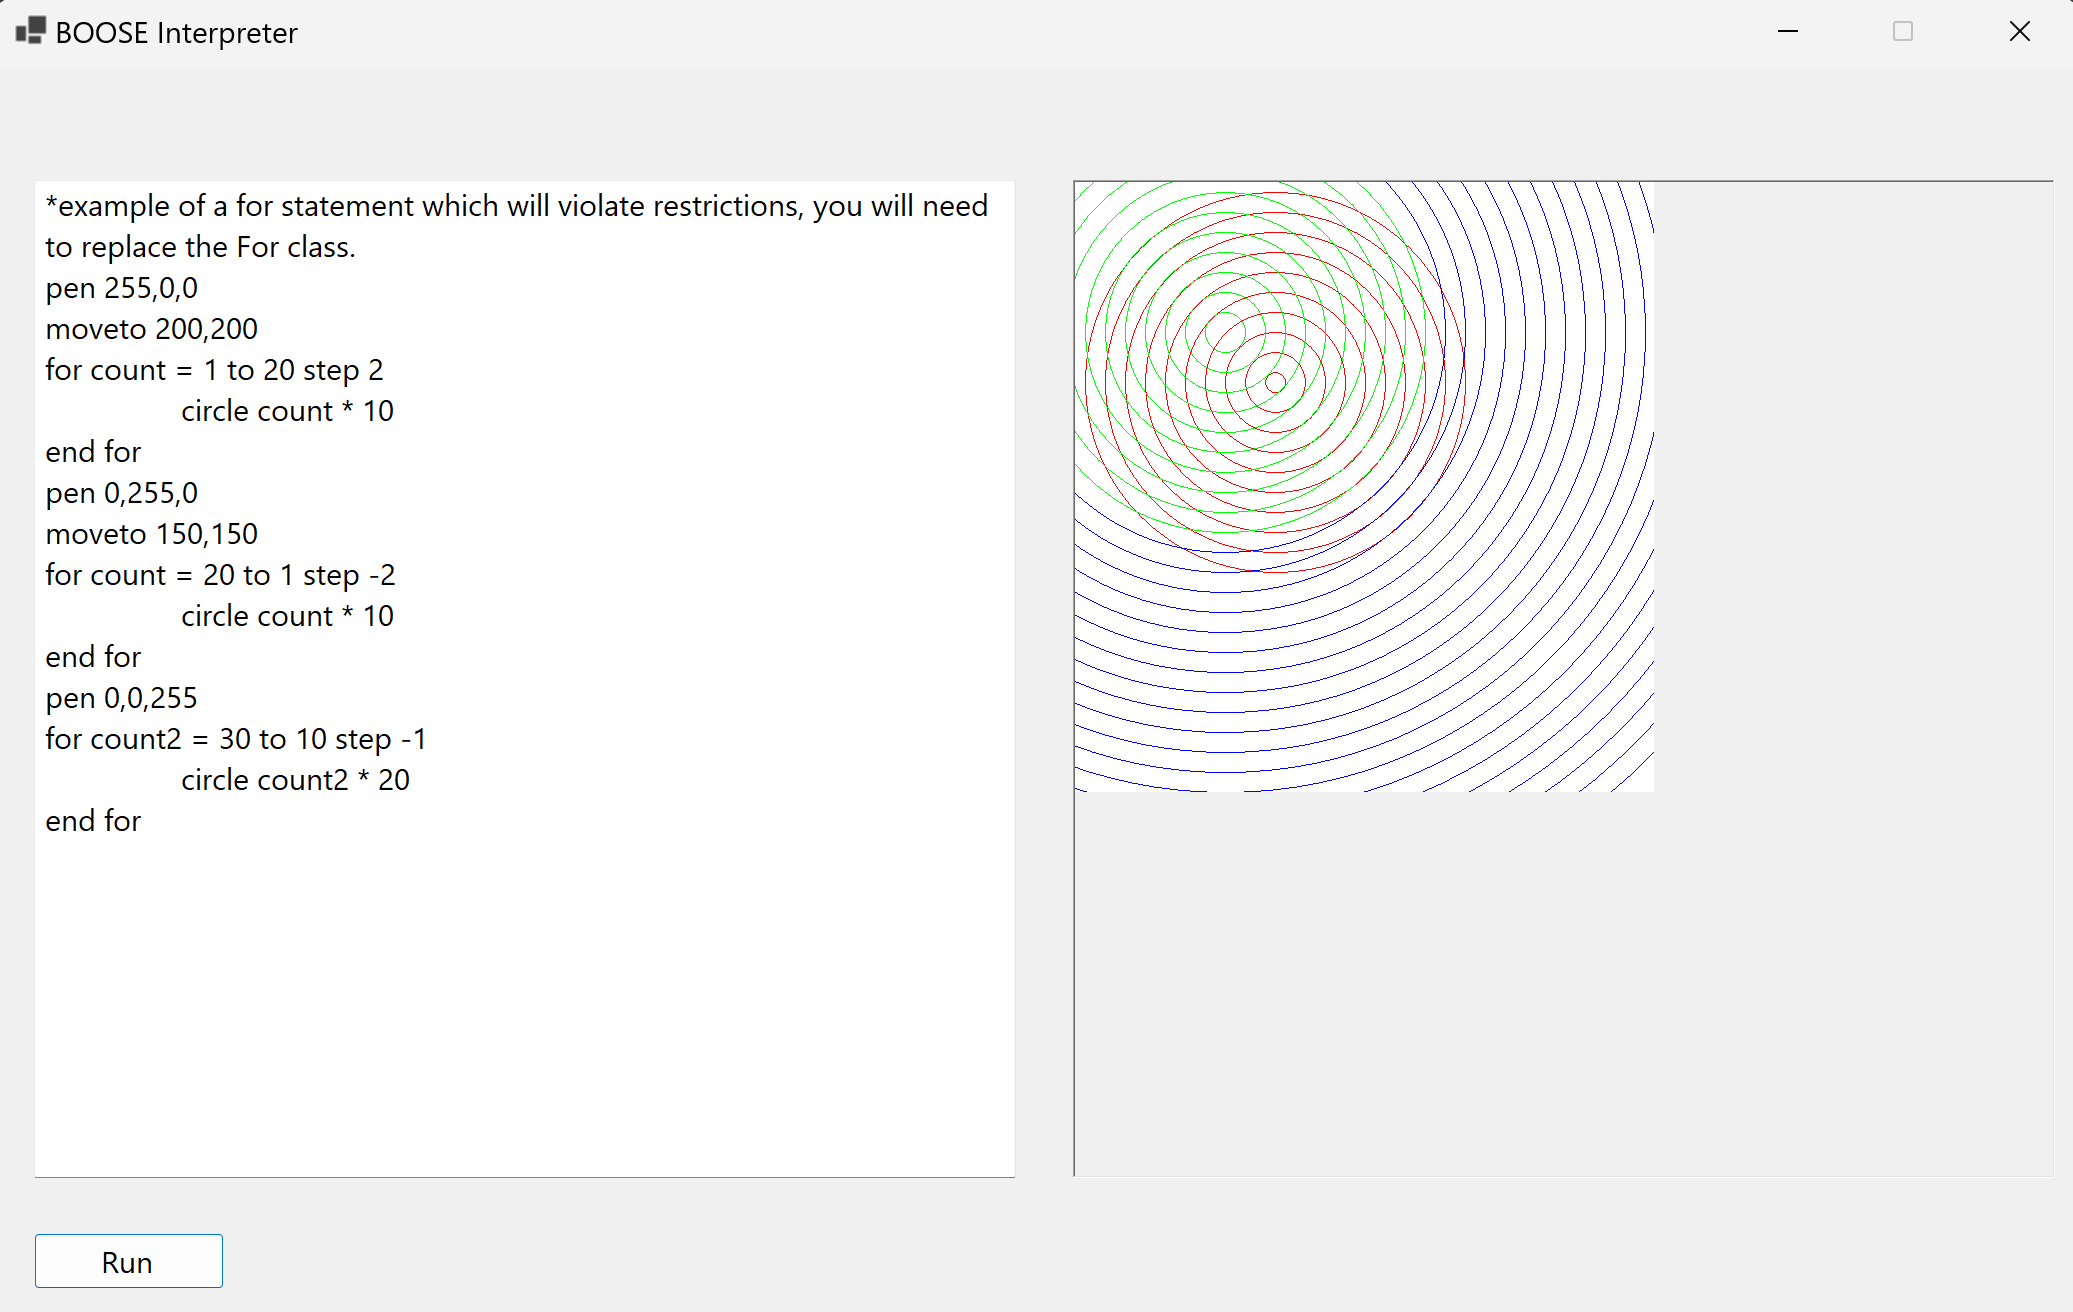 BOOSE Interpreter
*example of a for statement which will violate restrictions, you will need
to replace the For class.
pen 255,0,0
moveto 200,200
for count = 1 to 20 step 2
circle count * 10
end for
pen 0,255,0
moveto 150,150
for count = 20 to 1 step -2
circle count * 10
end for
pen 0,0,255
for count2 = 30 to 10 step -1
circle count2 * 20
end for
Run